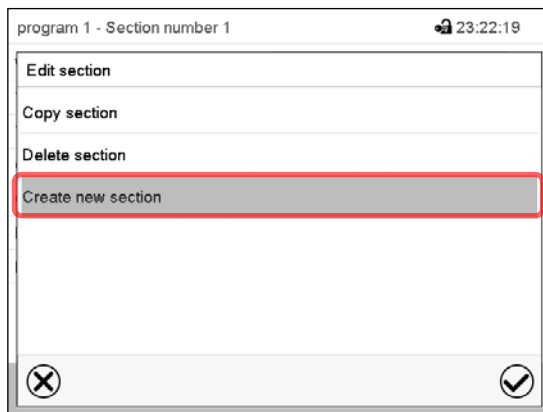 program 1 - Section number 1 23:22:19
Edit section
Copy section
Delete section
Create new section